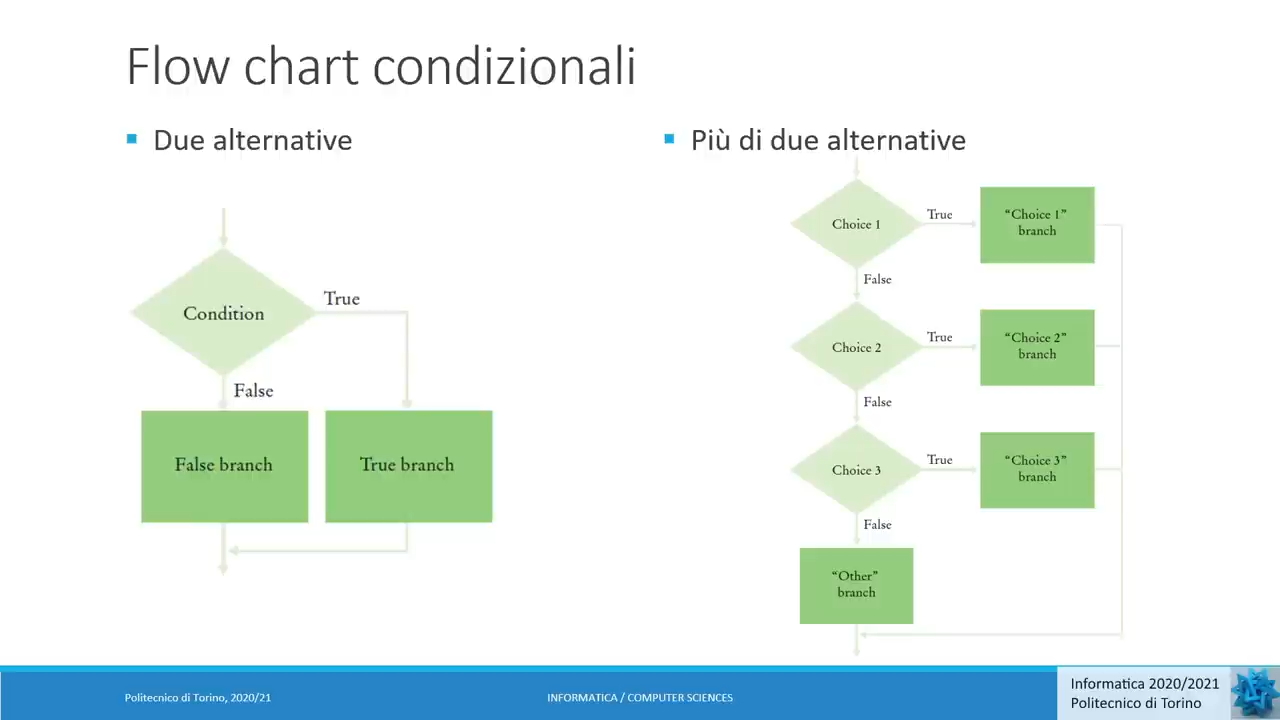 Flow chart condizionali
Due alternative
Condition
True
False
False branch
True branch
Più di due alternative
Choice 1
True
“Choice 1”
branch
False
Choice 2
True
“Choice 2”
branch
False
Choice 3
True
“Choice 3”
branch
False
“Other”
branch
Politecnico di Torino, 2020/21
INFORMATICA / COMPUTER SCIENCES
Informatica 2020/2021
Politecnico di Torino